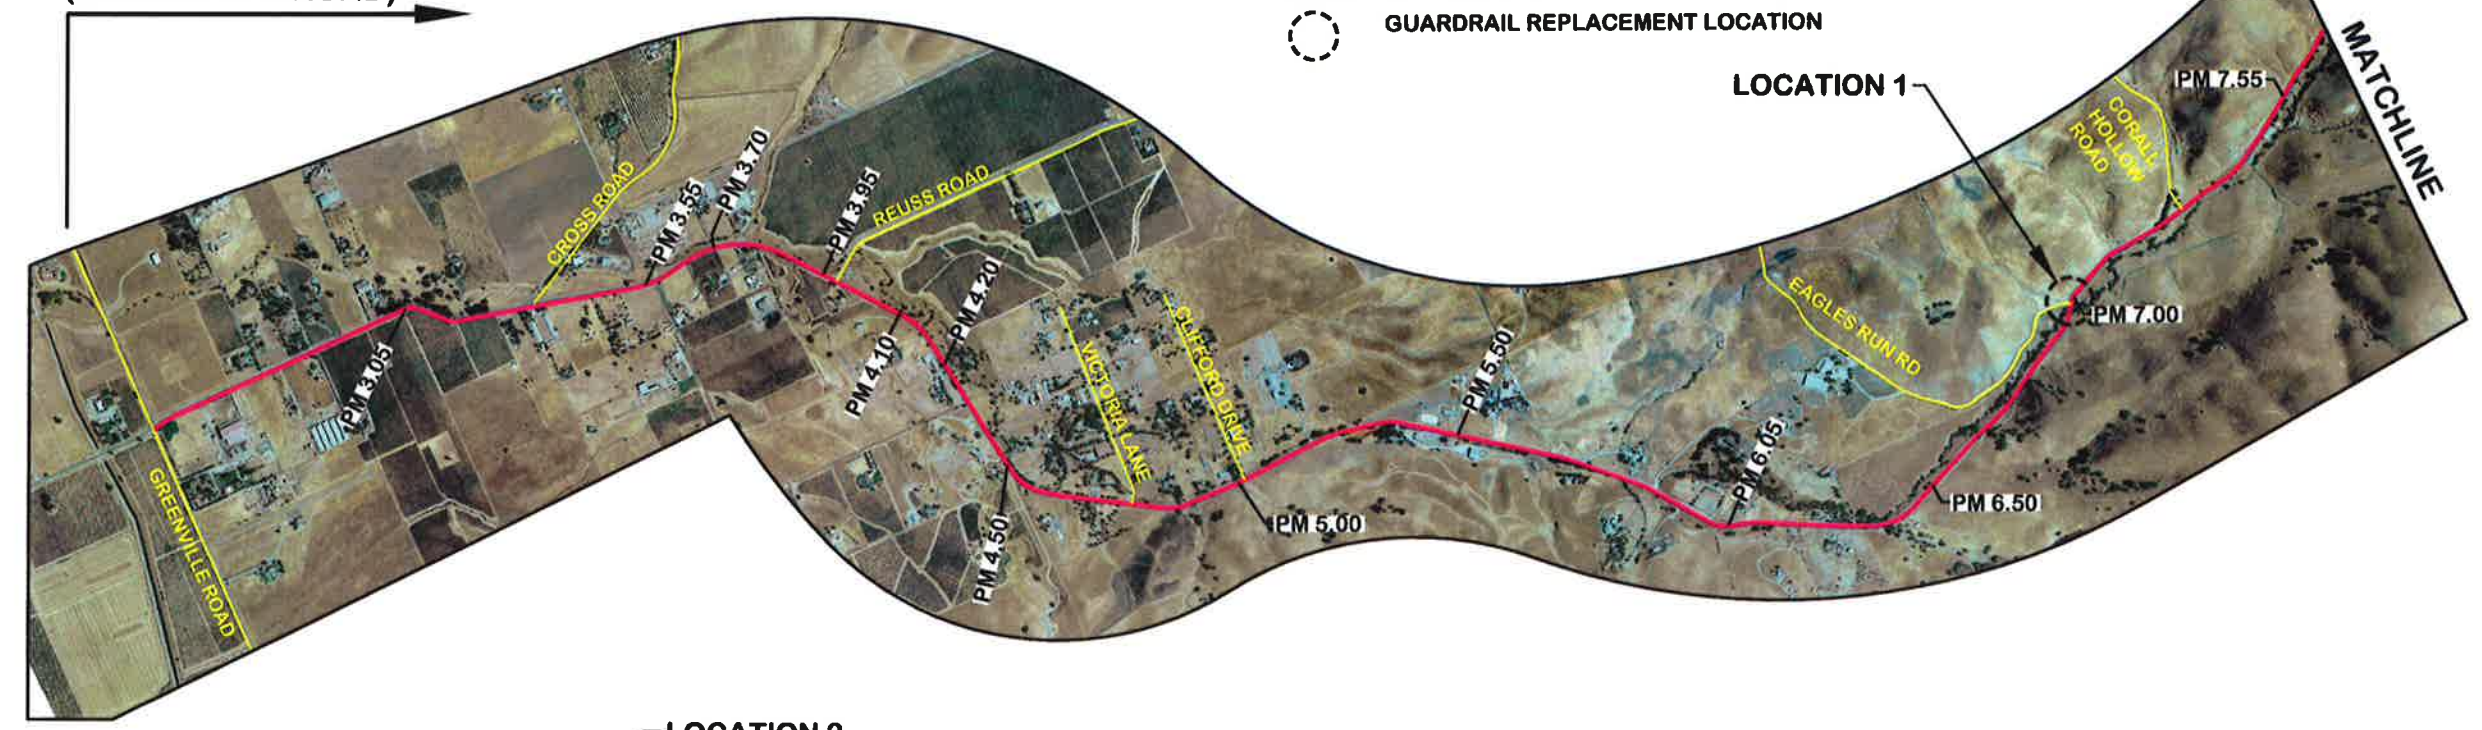 GUARDRAIL REPLACEMENT LOCATION
LOCATION 1
MATCHLINE
PM 7.55
CORALL
HOLLOW
ROAD
PM 3.70
CROSS ROAD
PM 3.55
PM 3.95
REUSS ROAD
PM 4.20
EAGLES RUN RD
PM 7.00
PM 3.05
PM 4.10
VICTORIA LANE
CLIFFORD DRIVE
PM 5.50
PM 6.05
PM 6.50
GREENVILLE ROAD
PM 4.50
PM 5.00
LOCATION 2